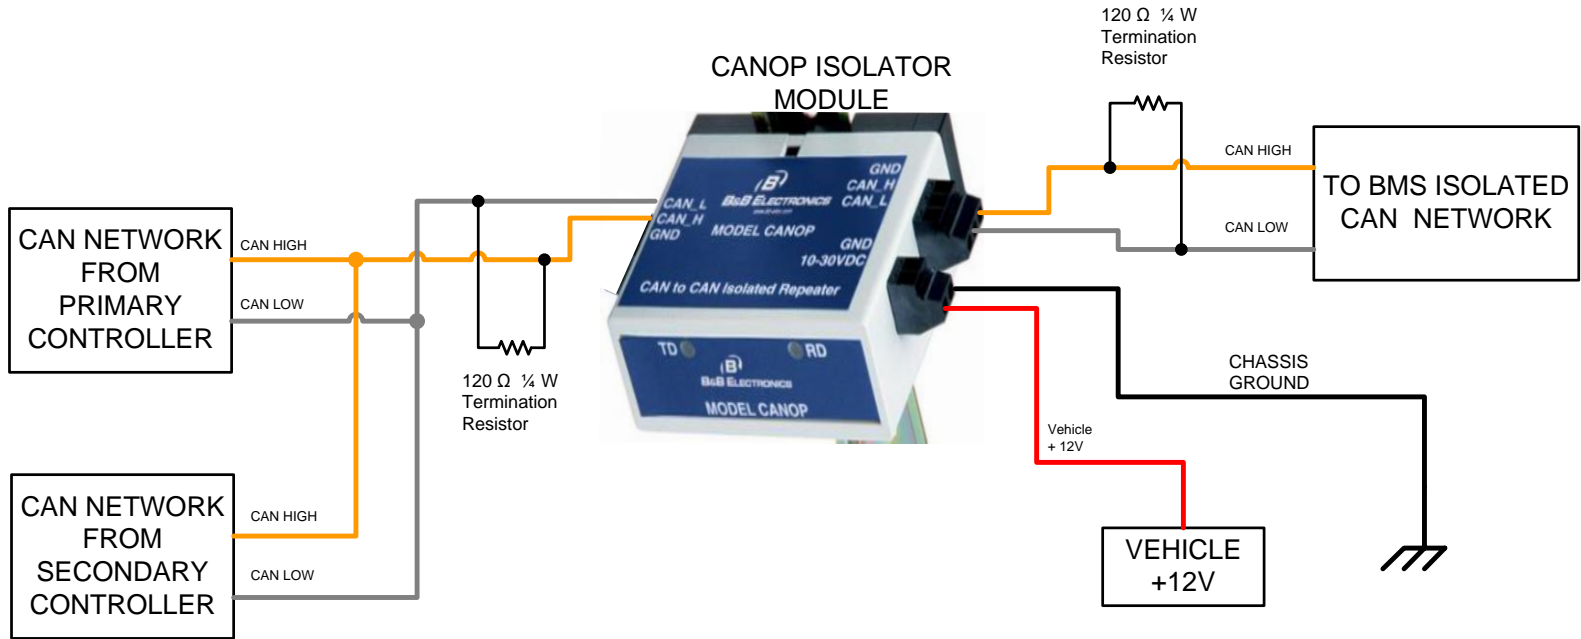 120 Ω ¼ W
Termination
Resistor
CANOP ISOLATOR
MODULE
CAN HIGH
TO BMS ISOLATED
CAN NETWORK
CAN LOW
GND
CAN_H
CAN_L
GND
10-30VDC
CAN_L
CAN_H
GND
B
B&B ELECTRONICS
MODEL CANOP
CAN to CAN Isolated Repeater
TD
RD
B
B&B ELECTRONICS
MODEL CANOP
CAN NETWORK
FROM
PRIMARY
CONTROLLER
CAN HIGH
CAN LOW
120 Ω ¼ W
Termination
Resistor
CHASSIS
GROUND
Vehicle
+ 12V
CAN NETWORK
FROM
SECONDARY
CONTROLLER
CAN HIGH
CAN LOW
VEHICLE
+12V